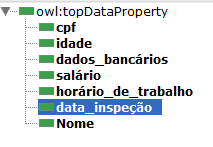 owl:topDataProperty
cpf
idade
dados_bancários
salário
horário_de_trabalho
data_inspeção
Nome